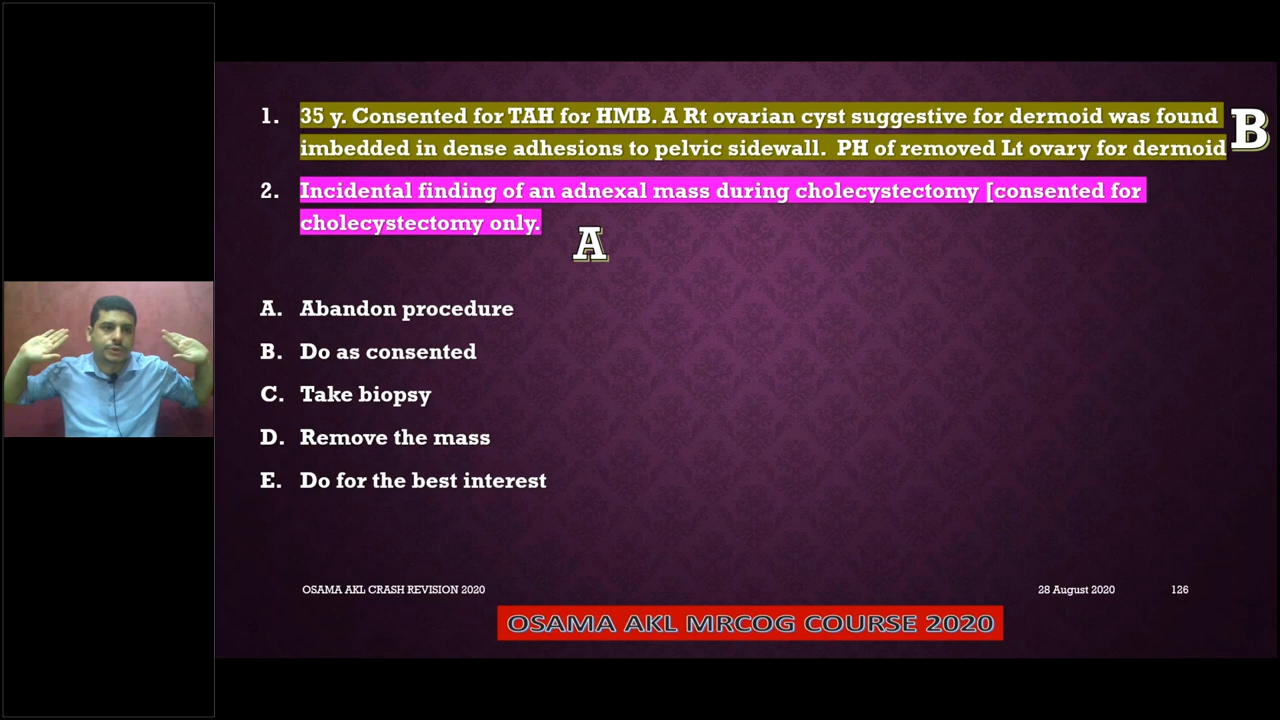 1. 35 y. Consented for TAH for HMB. A Rt ovarian cyst suggestive for dermoid was found
imbedded in dense adhesions to pelvic sidewall. PH of removed Lt ovary for dermoid
B
2. Incidental finding of an adnexal mass during cholecystectomy [consented for
cholecystectomy only.
A
A. Abandon procedure
B. Do as consented
C. Take biopsy
D. Remove the mass
E. Do for the best interest
OSAMA AKL CRASH REVISION 2020 28 August 2020 126
OSAMA AKL MRCOG COURSE 2020